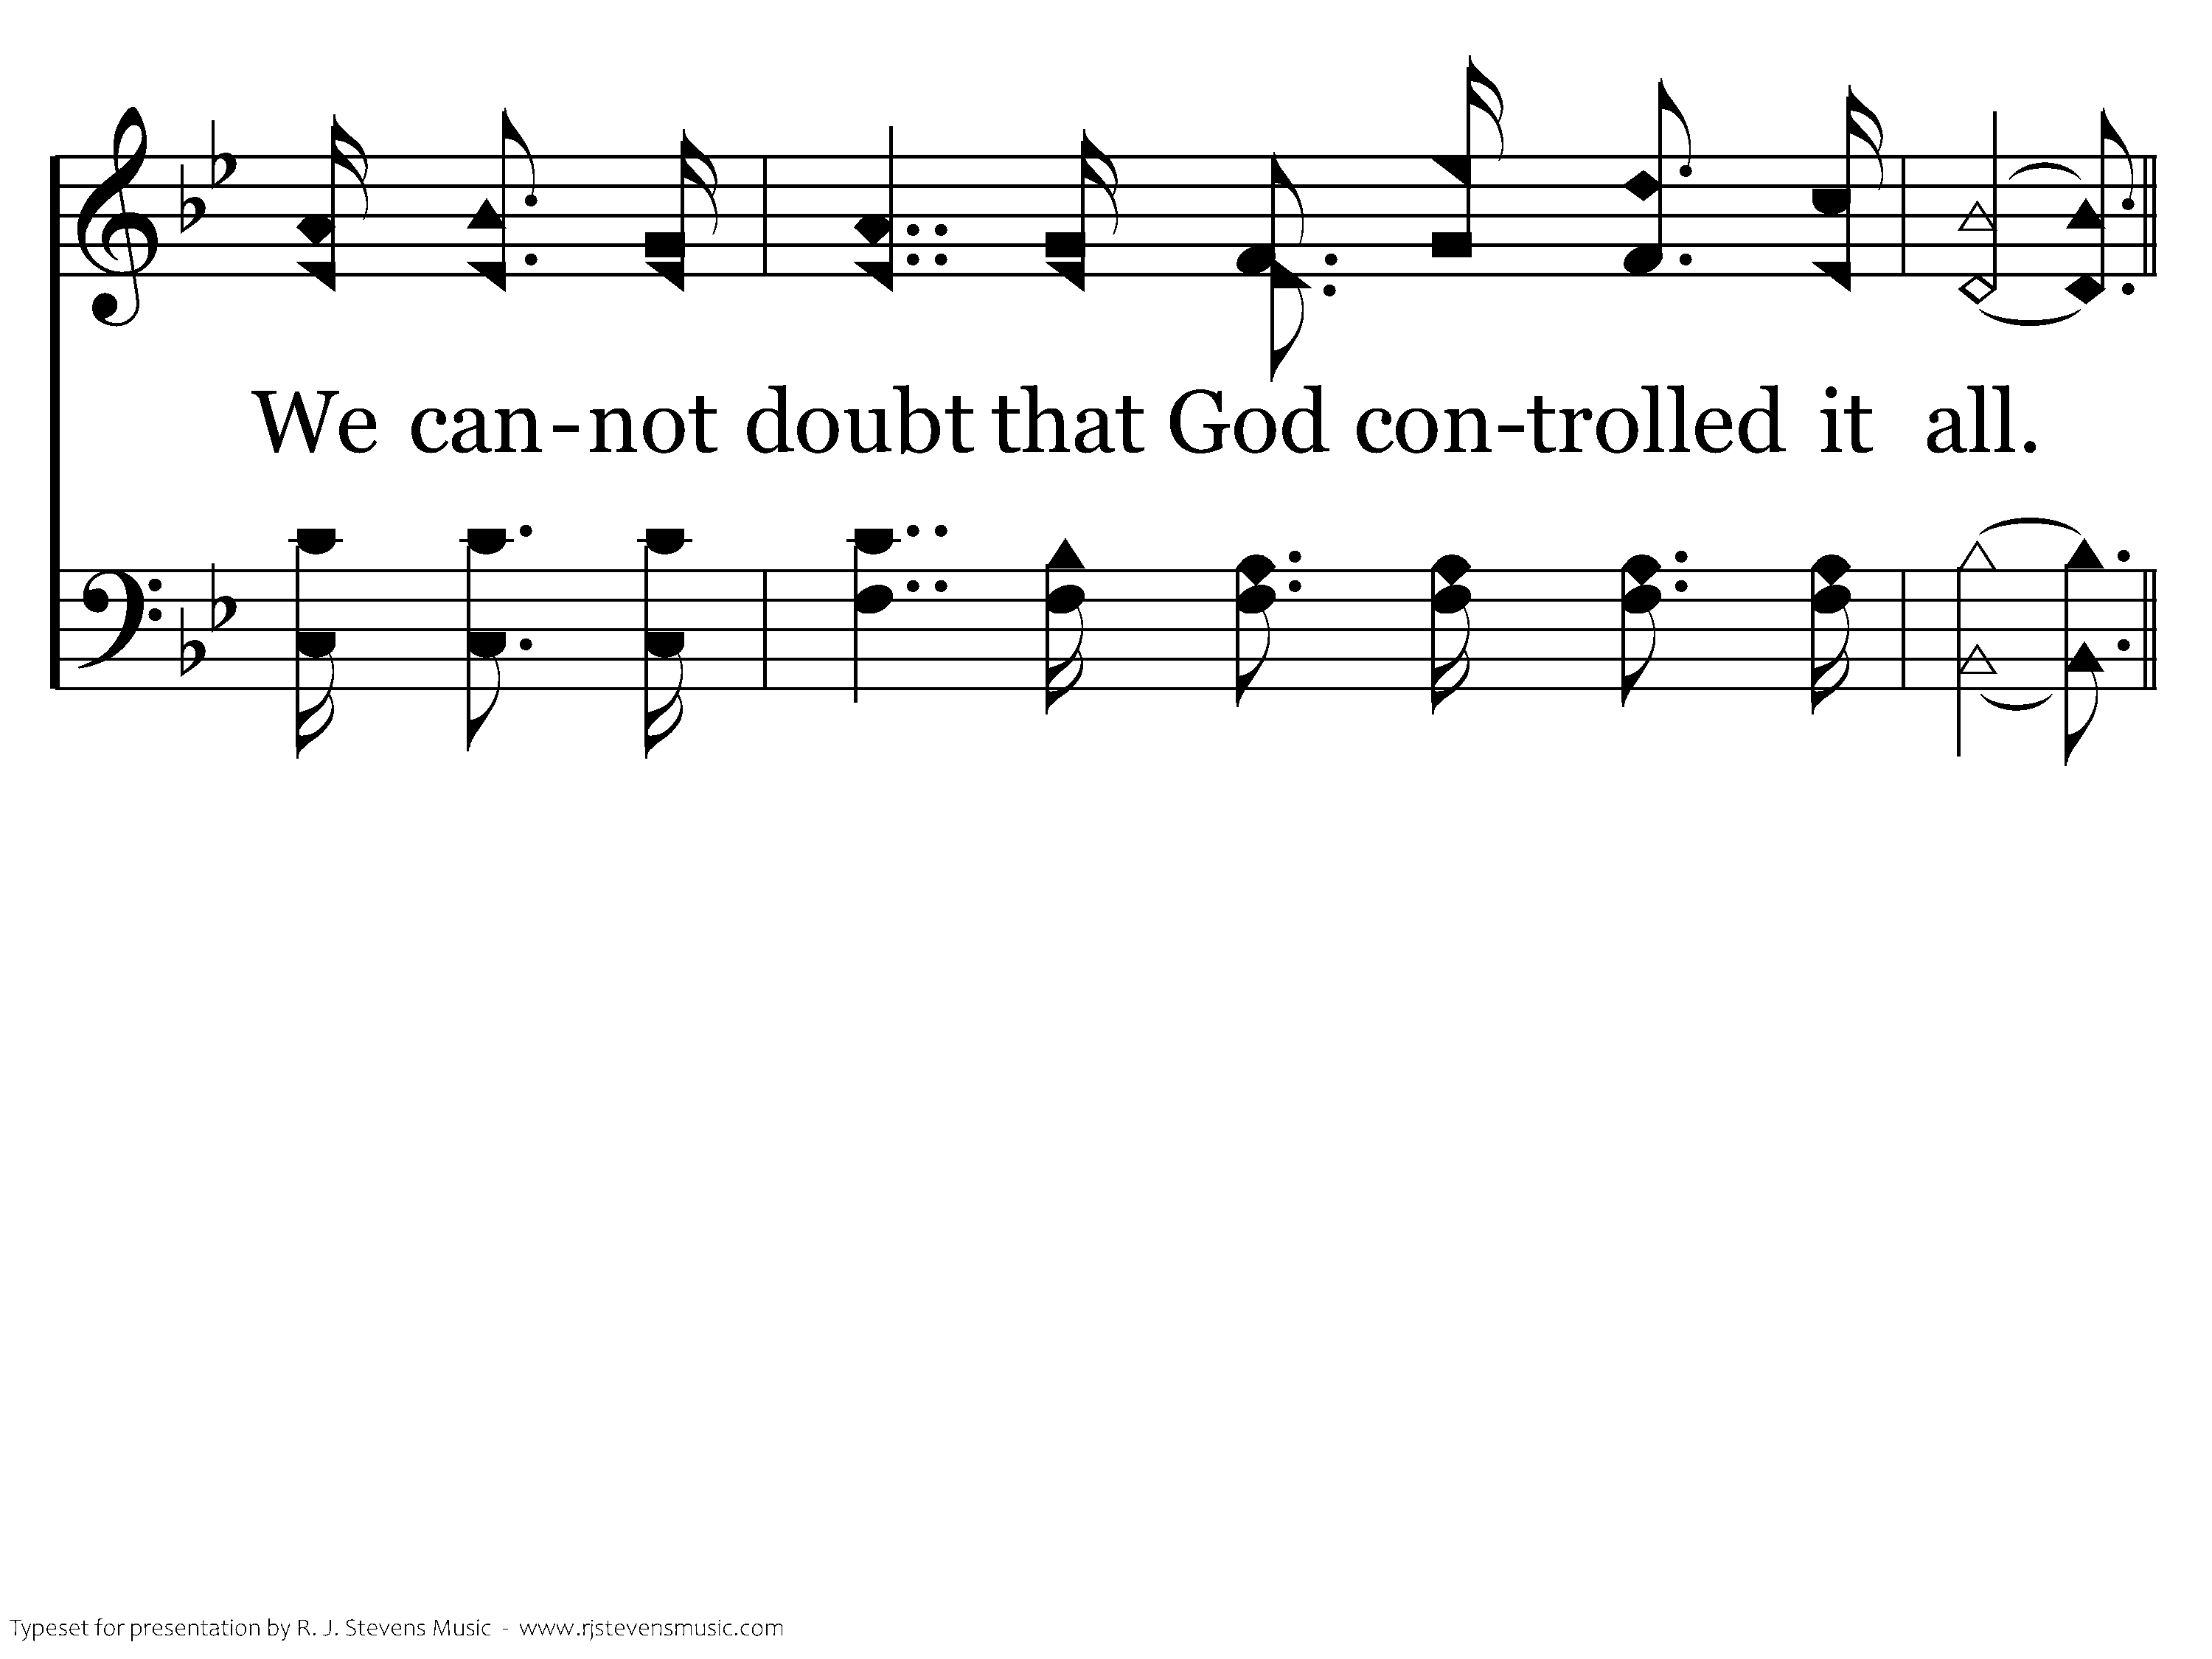 We can-not doubt that God con-trolled it all.
Typeset for presentation by R. J. Stevens Music - www.rjstevensmusic.com